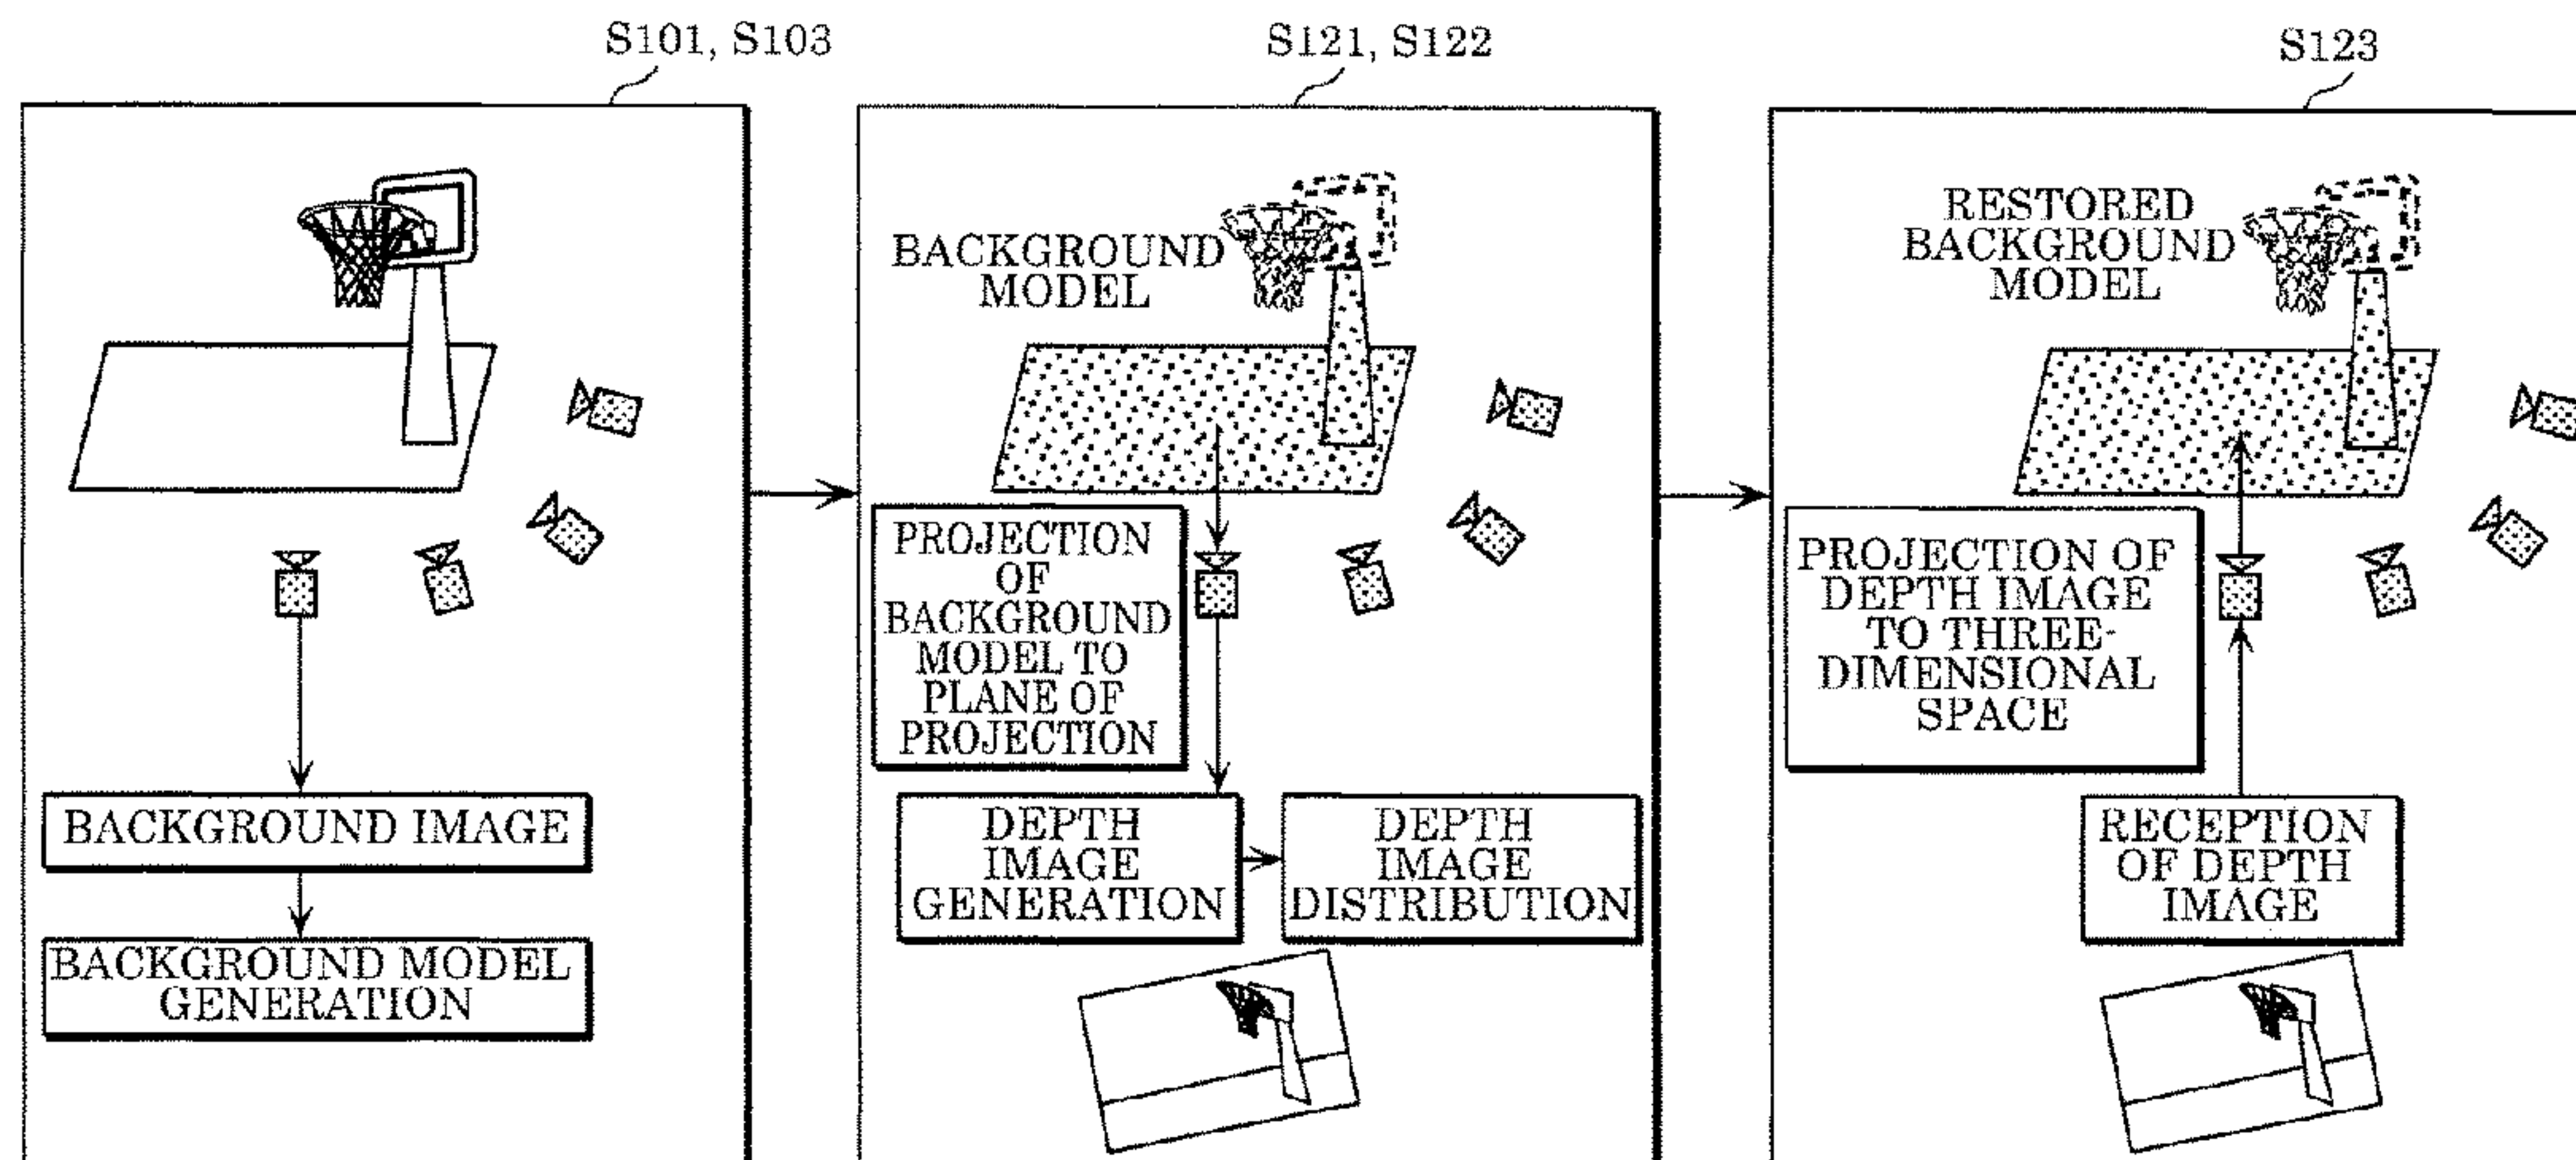 S101, S103
BACKGROUND IMAGE
BACKGROUND MODEL
GENERATION
S121, S122
BACKGROUND
MODEL
PROJECTION
OF
BACKGROUND
MODEL TO
PLANE OF
PROJECTION
DEPTH
IMAGE
GENERATION
DEPTH
IMAGE
DISTRIBUTION
S123
RESTORED
BACKGROUND
MODEL
PROJECTION OF
DEPTH IMAGE
TO THREE-
DIMENSIONAL
SPACE
RECEPTION
OF DEPTH
IMAGE